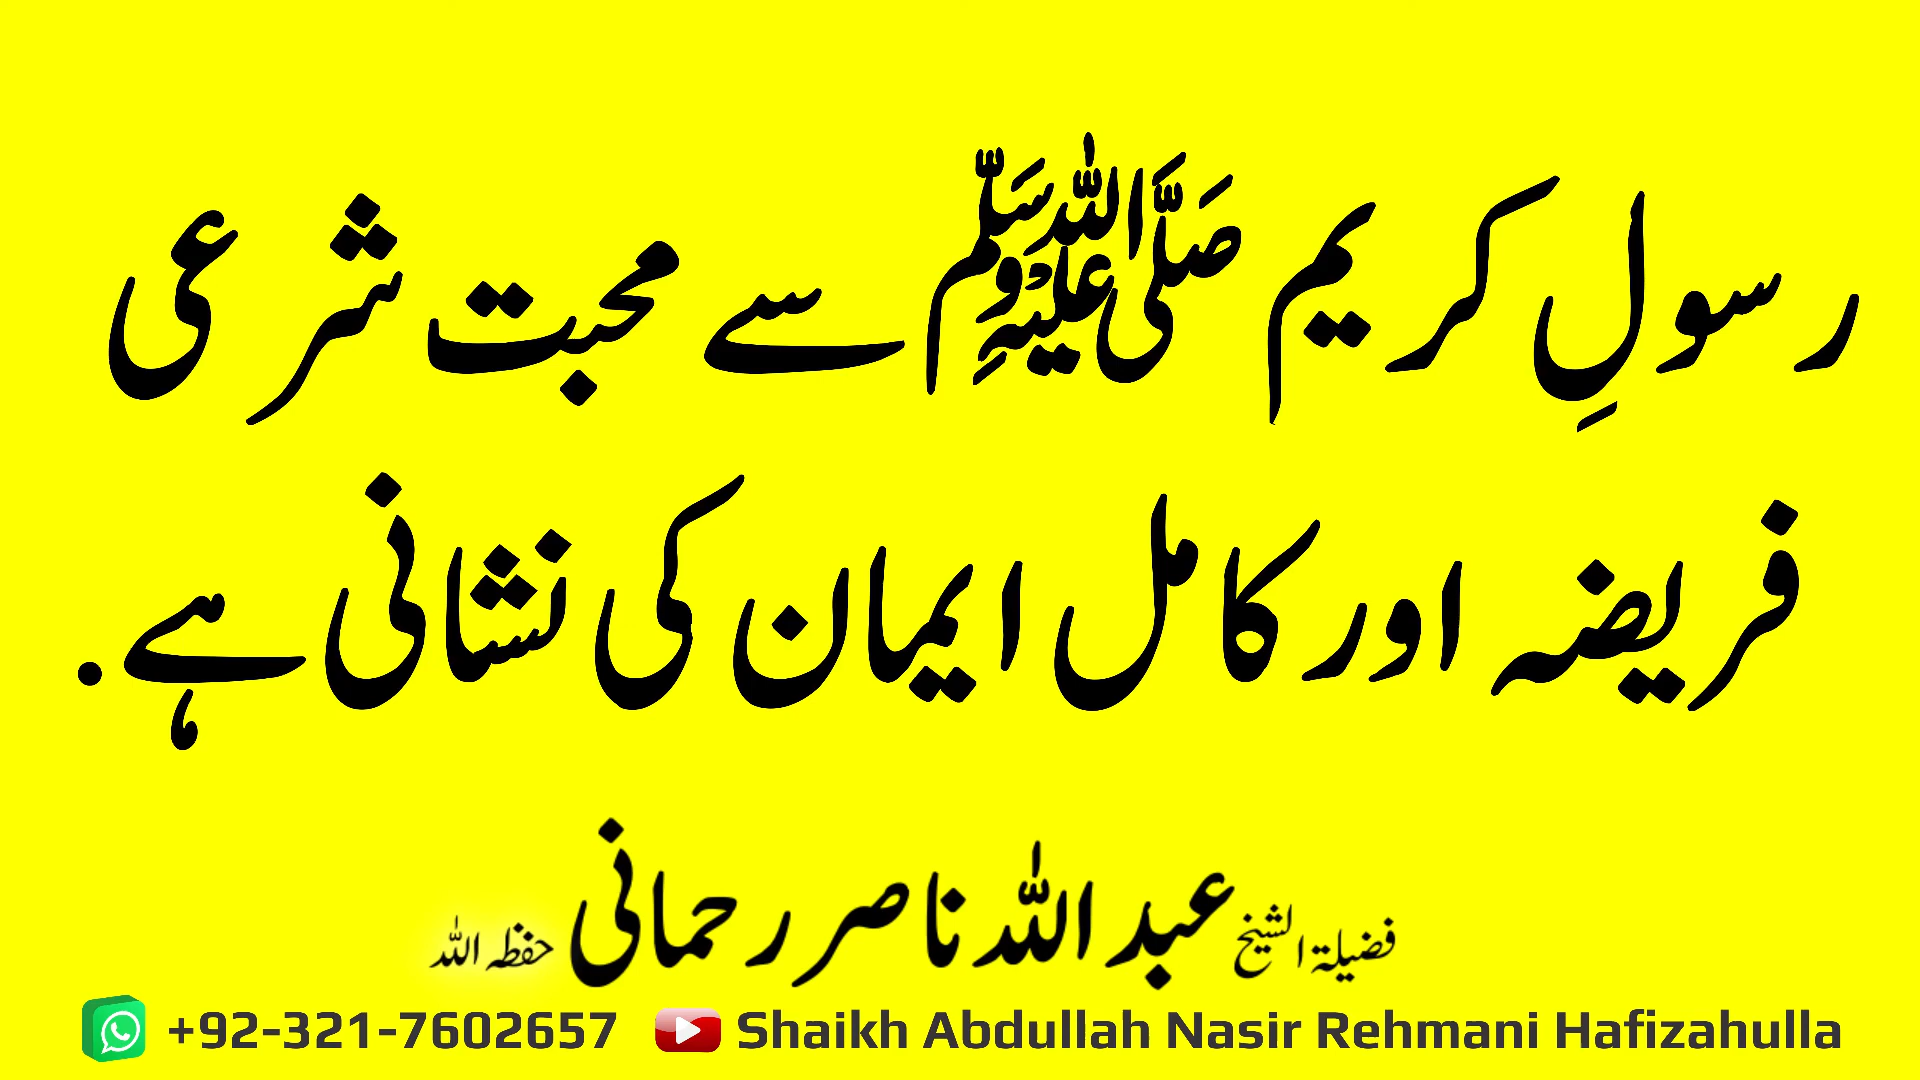 رسولِ کریم ﷺ سے محبت شرعی
فریضہ اور کامل ایمان کی نشانی ہے.
فضیلۃ الشیخ عبداللہ ناصر رحمانی حفظہ اللہ
+92-321-7602657 Shaikh Abdullah Nasir Rehmani Hafizahulla